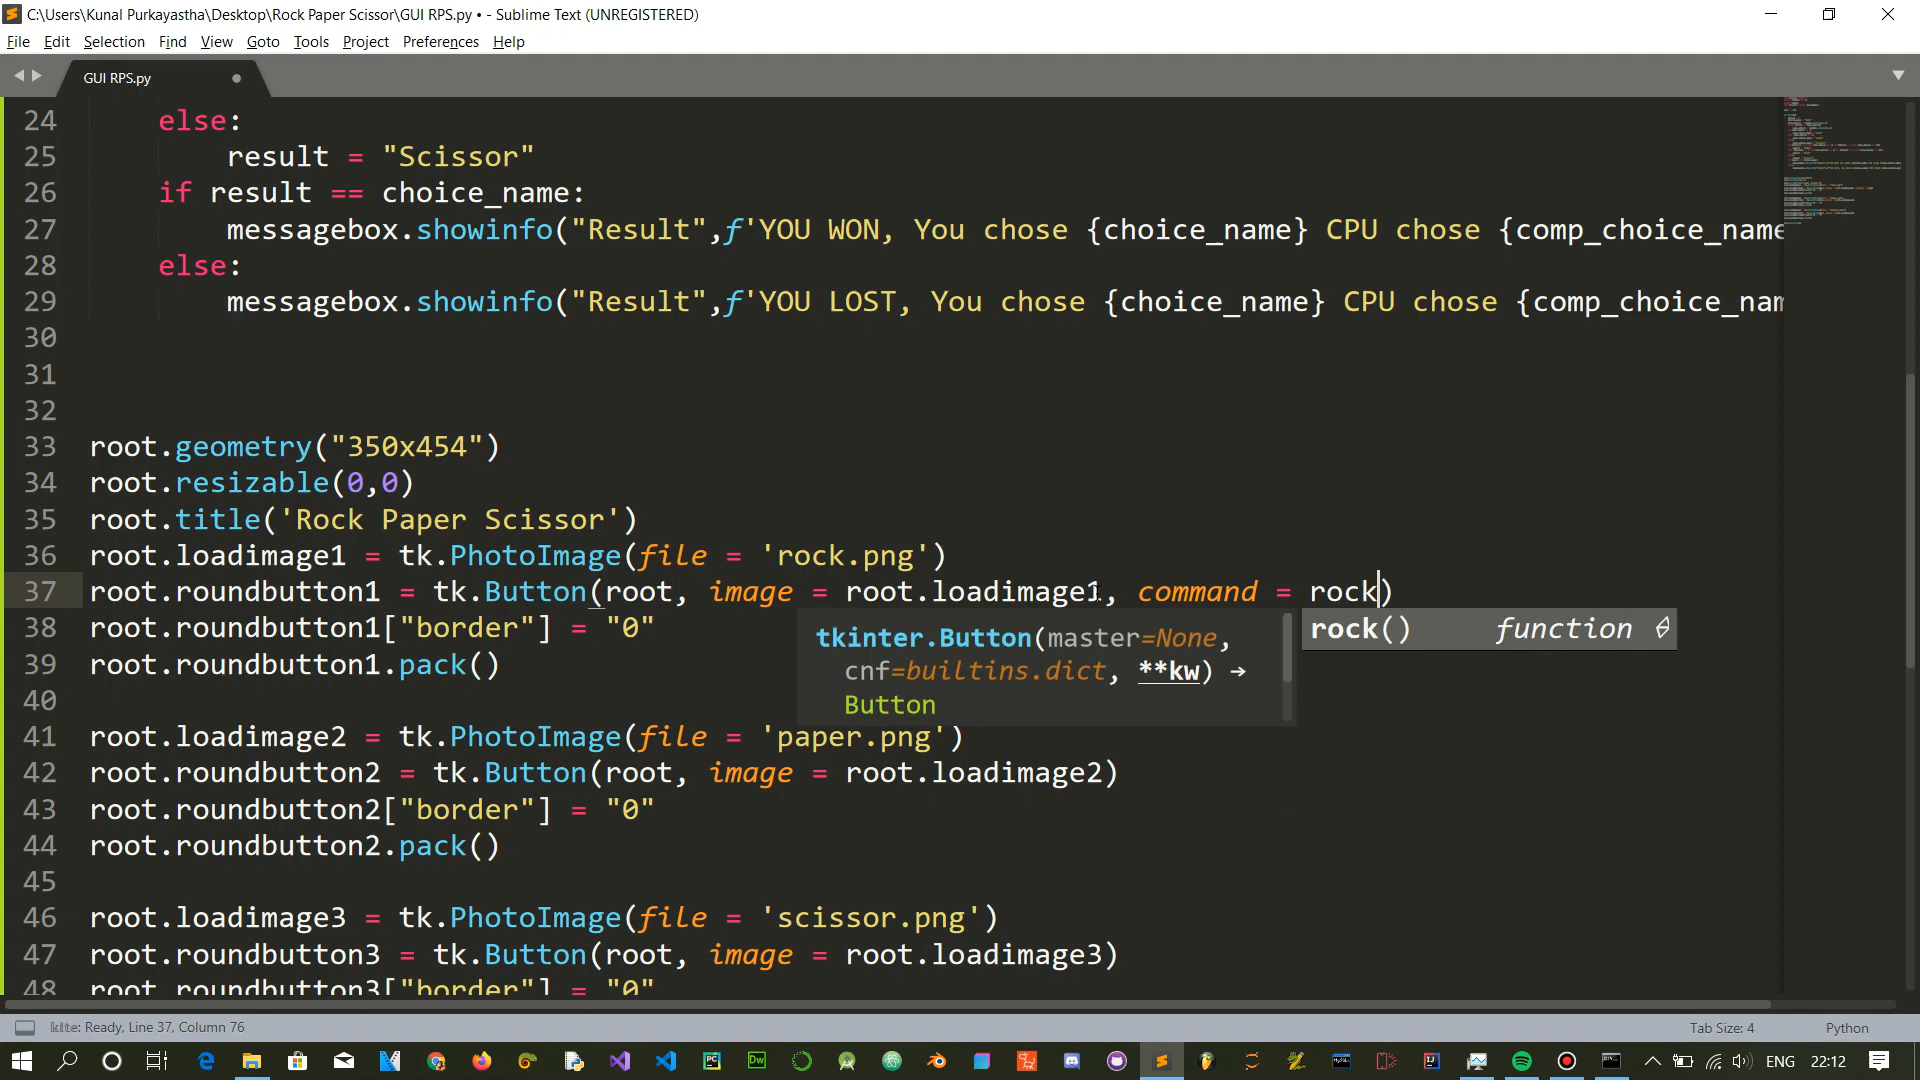 C:\Users\Kunal Purkayastha\Desktop\Rock Paper Scissor\GUI RPS.py • - Sublime Text (UNREGISTERED)
File Edit Selection Find View Goto Tools Project Preferences Help
GUI RPS.py
24 else:
25 result = "Scissor"
26 if result == choice_name:
27 messagebox.showinfo("Result",f'YOU WON, You chose {choice_name} CPU chose {comp_choice_name
28 else:
29 messagebox.showinfo("Result",f'YOU LOST, You chose {choice_name} CPU chose {comp_choice_nam
30
31
32
33 root.geometry("350x454")
34 root.resizable(0,0)
35 root.title('Rock Paper Scissor')
36 root.loadimage1 = tk.PhotoImage(file = 'rock.png')
37 root.roundbutton1 = tk.Button(root, image = root.loadimage1, command = rock)
38 root.roundbutton1["border"] = "0"
tkinter.Button(master=None,
rock() function
39 root.roundbutton1.pack()
cnf=builtins.dict, **kw) →
40
Button
41 root.loadimage2 = tk.PhotoImage(file = 'paper.png')
42 root.roundbutton2 = tk.Button(root, image = root.loadimage2)
43 root.roundbutton2["border"] = "0"
44 root.roundbutton2.pack()
45
46 root.loadimage3 = tk.PhotoImage(file = 'scissor.png')
47 root.roundbutton3 = tk.Button(root, image = root.loadimage3)
48 root.roundbutton3["border"] = "0"
kite: Ready, Line 37, Column 76 Tab Size: 4 Python
ENG 22:12